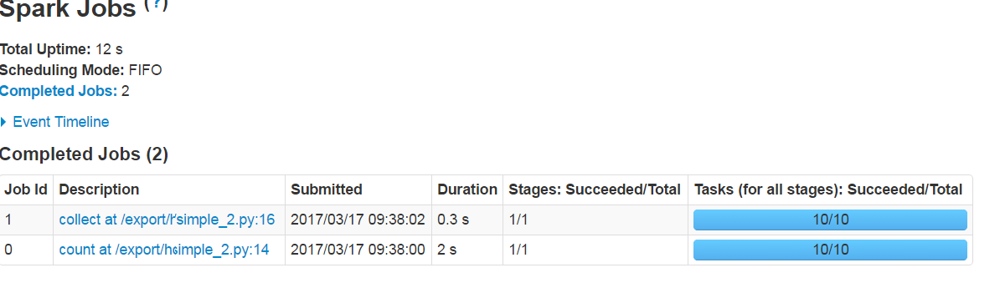 Spark Jobs (?)
Total Uptime: 12 s
Scheduling Mode: FIFO
Completed Jobs: 2
Event Timeline
Completed Jobs (2)
Job Id Description Submitted Duration Stages: Succeeded/Total Tasks (for all stages): Succeeded/Total
1 collect at /export/ simple_2.py:16 2017/03/17 09:38:02 0.3 s 1/1 10/10
0 count at /export/ simple_2.py:14 2017/03/17 09:38:00 2 s 1/1 10/10